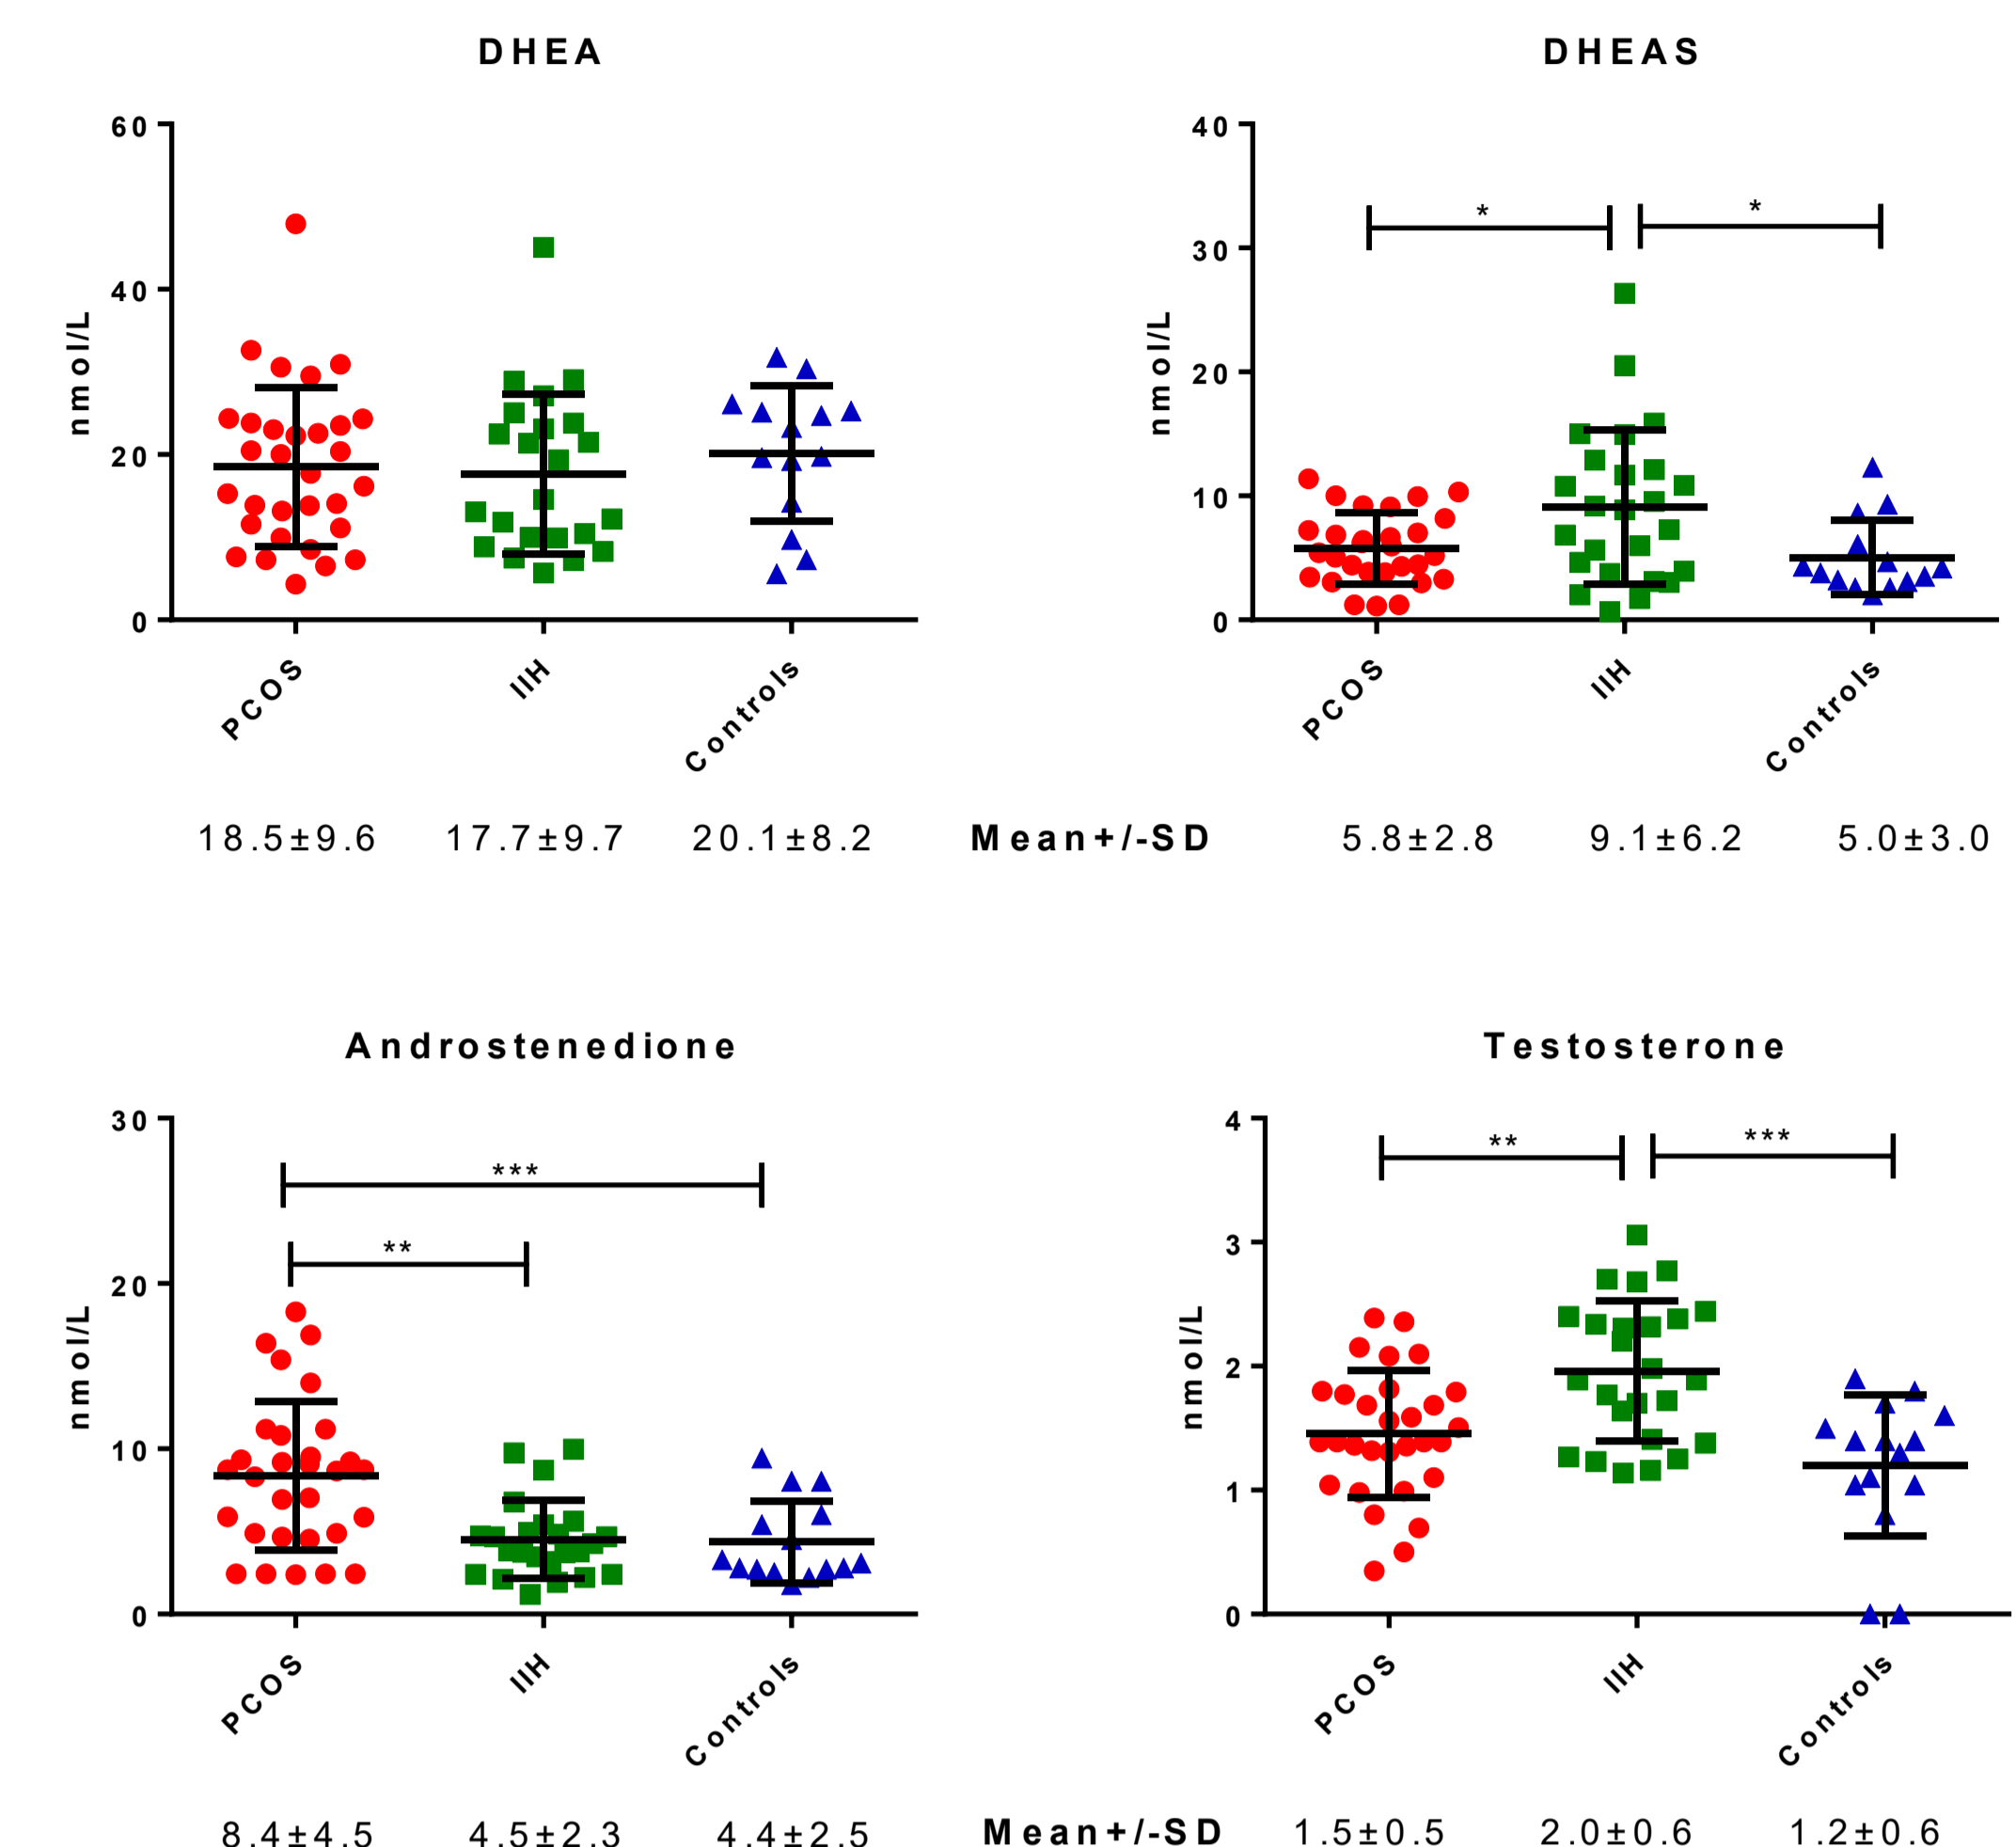 DHEA
DHEAS
60
40
20
0
nmol/L
PCOS
IIH
Controls
40
30
20
10
0
nmol/L
*
*
PCOS
IIH
Controls
18.5±9.6 17.7±9.7 20.1±8.2 Mean+/-SD 5.8±2.8 9.1±6.2 5.0±3.0
Androstenedione
Testosterone
30
20
10
0
nmol/L
***
**
PCOS
IIH
Controls
4
3
2
1
0
nmol/L
**
***
PCOS
IIH
Controls
8.4±4.5 4.5±2.3 4.4±2.5 Mean+/-SD 1.5±0.5 2.0±0.6 1.2±0.6